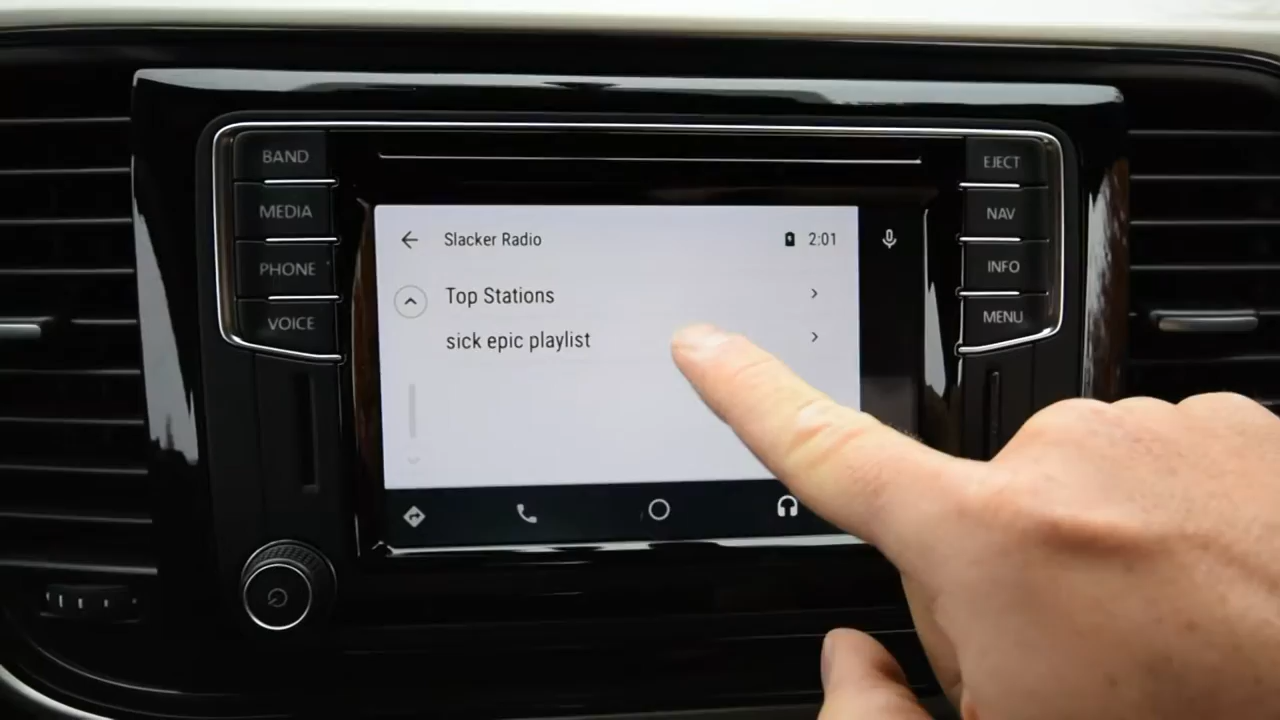 BAND
MEDIA
PHONE
VOICE
Slacker Radio
2:01
Top Stations
sick epic playlist
EJECT
NAV
INFO
MENU